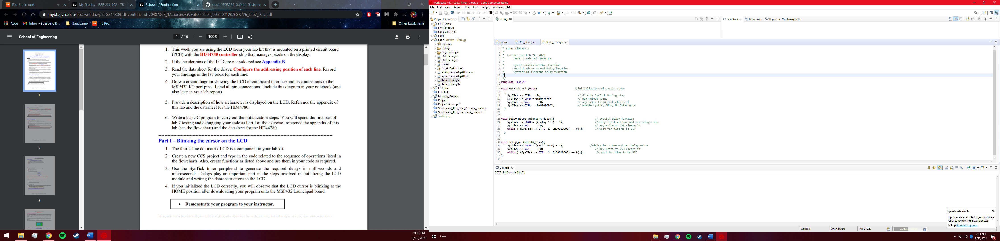 Rise Up in funk
My Grades – EGR 226 902 - TR -
School of Engineering
ooslof/EGR226_Gabriel_Gasbarre
mybb.gvsu.edu/bbcswebdav/pid-8314309-dt-content-rid-70487368_1/courses/GVEGR226.902_905.202120/EGR226_Lab7_LCD.pdf
Apps
Inbox - 9gasbarg@...
Bandcamp
Try Pro
Other bookmarks
School of Engineering
1 / 10
100%
1
2
3
1. This week you are using the LCD from your lab kit that is mounted on a printed circuit board
(PCB) with the HD44780 controller chip that manages pixels on the display.
2. If the header pins of the LCD are not soldered see Appendix B
3. Read the data sheet for the driver. Configure the addressing position of each line. Record
your findings in the lab book for each line.
4. Draw a circuit diagram showing the LCD circuit board interface and its connections to the
MSP432 I/O port pins. Label all pin connections. Include this diagram in your notebook (and
also later in your lab report).
5. Provide a description of how a character is displayed on the LCD. Reference the appendix of
this lab and the datasheet for the HD44780.
6. Write a basic C program to carry out the initialization steps. You will spend the first part of
lab 7 testing and debugging your code as Part I of the exercise- reference the appendix of this
lab (see the flow chart) and the datasheet for the HD44780.
Part I – Blinking the cursor on the LCD
1. The four 4-line dot matrix LCD is a component in your lab kit.
2. Create a new CCS project and type in the code related to the sequence of operations listed in
the flowcharts. Also, create functions as listed above and use them in your code as required.
3. Use the SysTick timer peripheral to generate the required delays in milliseconds and
microseconds. Delays play an important part in the steps involved in initializing the LCD
module and writing the data/instructions to the LCD.
4. If you initialized the LCD correctly, you will observe that the LCD cursor is blinking at the
HOME position after downloading your program onto the MSP432 Launchpad board.
• Demonstrate your program to your instructor.
4:32 PM
3/12/2021
workspace_v10 - Lab7/Timer_Library.c - Code Composer Studio
File Edit View Project Run Tools Scripts Window Help
Project Explorer
CPU_Temp
HW2_EGR226
Lab5SeqLEDGG
Lab6
Lab7 [Active - Debug]
Includes
Debug
targetConfigs
LCD_Library.c
LCD_Library.h
main.c
msp432p401r.cmd
startup_msp432p401r_ccs.c
system_msp432p401r.c
Timer_Library.c
Timer_Library.h
LCD_Test
LEDBlink
Memory_Display
Project1
Project1-Attempt2
Sequencing_LED_Lab3_P2-Gabe_Gasbarre
Sequencing_LED_Lab3-Gabe_Gasbarre
TextDispay
Debug
Variables Expressions Registers Breakpoints
main.c LCD_Library.c Timer_Library.c
2 * Timer_Library.c
3 *
4 * Created on: Feb 24, 2021
5 * Author: Gabriel Gasbarre
6 *
7 * Systic initialization function
8 * Systick micro-second delay function
9 * Systick millisecond delay function
10 *
11 */
12 #include "msp.h"
13
14 void SysTick_Init(void) //initialization of systic timer
15 {
16 SysTick -> CTRL = 0; // disable SysTick During step
17 SysTick -> LOAD = 0x00FFFFFF; // max reload value
18 SysTick -> VAL = 0; // any write to current clears it
19 SysTick -> CTRL = 0x00000005; // enable systic, 3MHz, No Interrupts
20 }
21
22
23 void delay_micro (uint16_t delay){ // Systick delay function
24 SysTick -> LOAD = ((delay * 3) - 1); //delay for 1 microsecond per delay value
25 SysTick -> VAL = 0; // any write to CVR clears it
26 while ( (SysTick -> CTRL & 0x00010000) == 0) {} // wait for flag to be SET
27 }
28
29
30 void delay_ms (uint16_t ms){
31 SysTick -> LOAD = ((ms * 3000) - 1); //delay for 1 msecond per delay value
32 SysTick -> VAL = 0; // any write to CVR clears it
33 while ( (SysTick -> CTRL & 0x00010000) == 0) {} // wait for flag to be SET
34 }
35
Console
CDT Build Console [Lab7]
Updates Available
Updates are available for your software.
Click to review and install updates.
Set up Reminder options
Writable
Smart Insert
10 : 3 : 227
Links
4:32 PM
3/12/2021